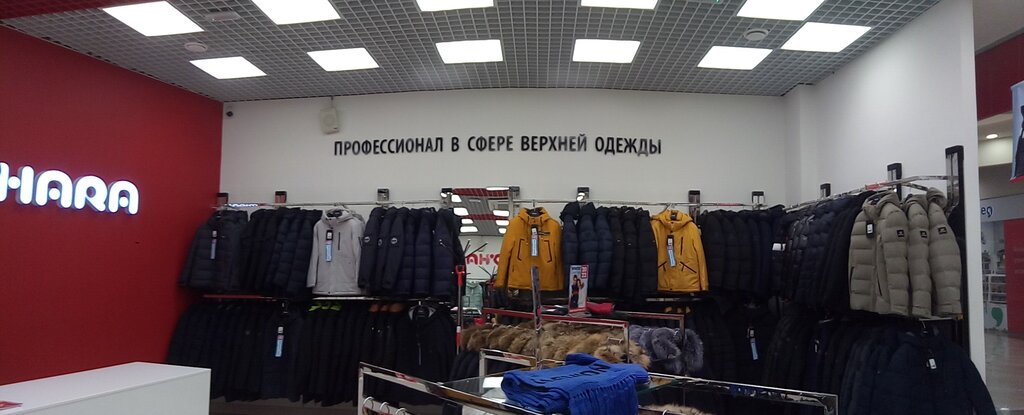 ПРОФЕССИОНАЛ В СФЕРЕ ВЕРХНЕЙ ОДЕЖДЫ
HARA